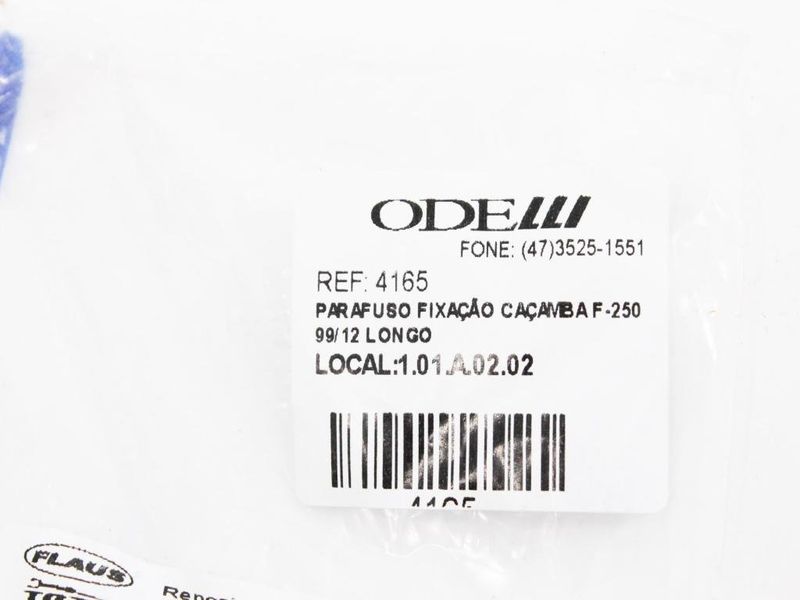 ODE
FONE: (47)3525-1551
REF: 4165
PARAFUSO FIXAÇÃO CAÇAMBA F-250
99/12 LONGO
LOCAL:1.01.A.02.02
4165
FLAUS